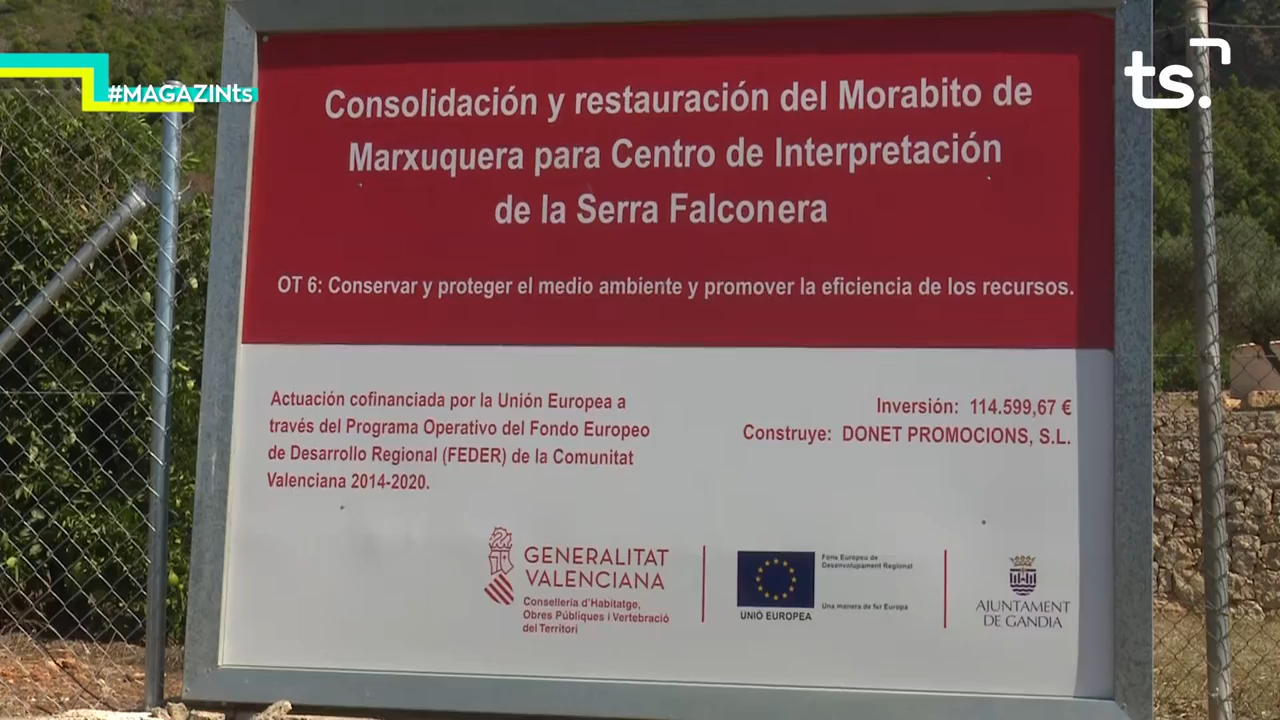 #MAGAZINts
ts.
Consolidación y restauración del Morabito de
Marxuquera para Centro de Interpretación
de la Serra Falconera
OT 6: Conservar y proteger el medio ambiente y promover la eficiencia de los recursos.
Actuación cofinanciada por la Unión Europea a
través del Programa Operativo del Fondo Europeo
de Desarrollo Regional (FEDER) de la Comunitat
Valenciana 2014-2020.
Inversión: 114.599,67 €
Construye: DONET PROMOCIONS, S.L.
GENERALITAT
VALENCIANA
Conselleria d'Habitatge,
Obres Públiques i Vertebració
del Territori
UNIÓ EUROPEA
Fons Europeu de
Desenvolupament Regional
Una manera de fer Europa
AJUNTAMENT
DE GANDIA